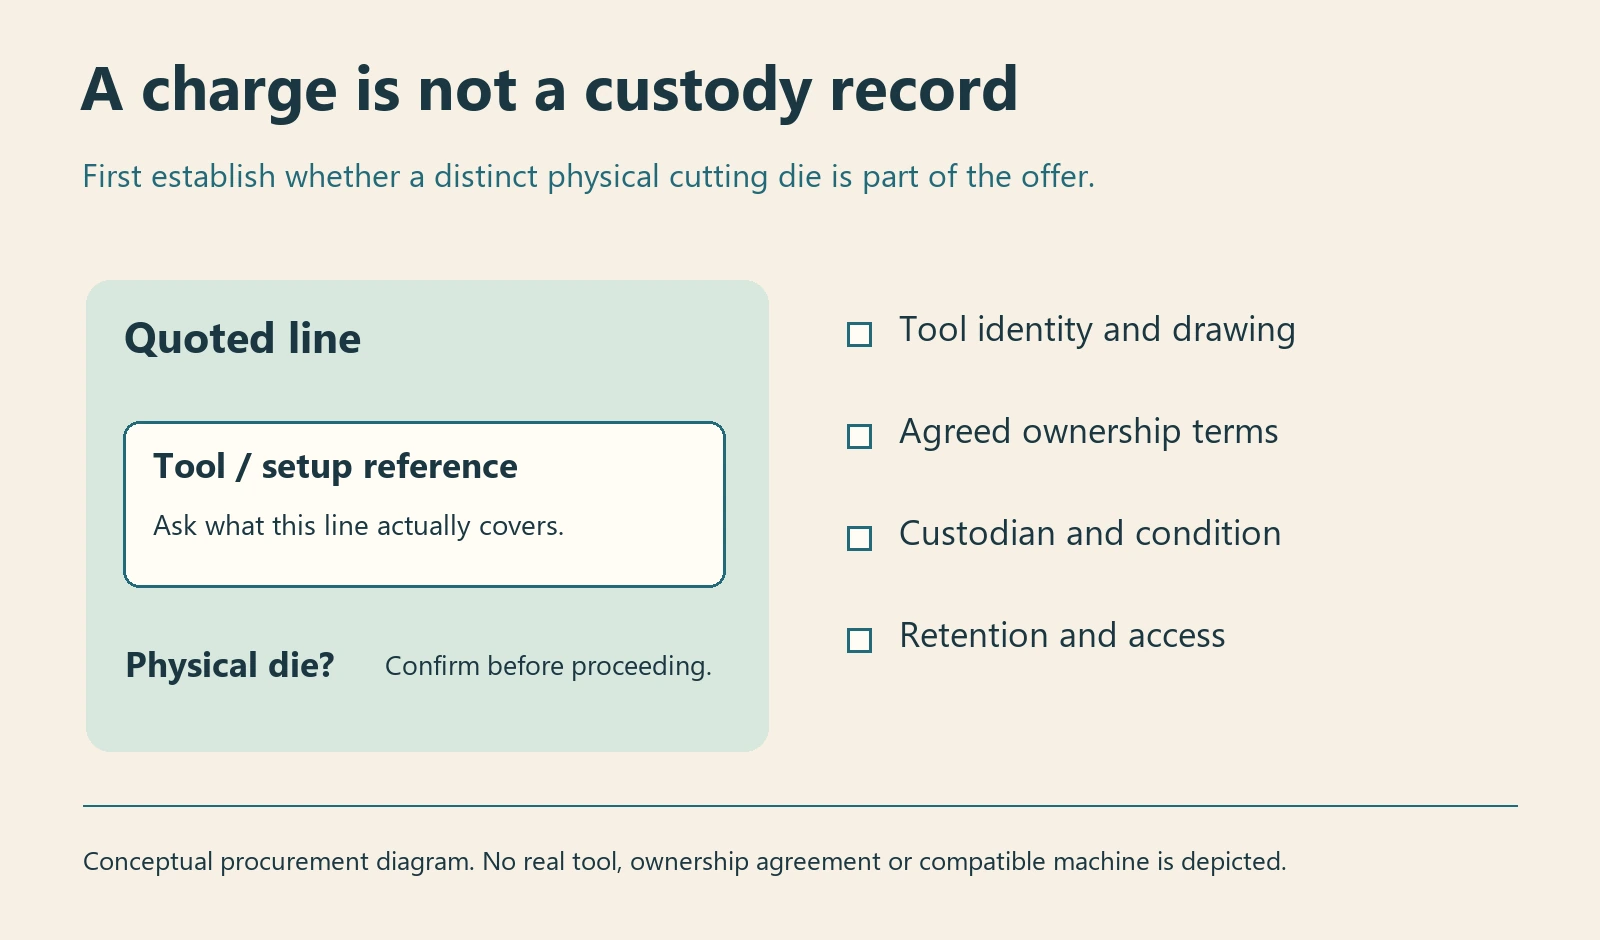 A charge is not a custody record
First establish whether a distinct physical cutting die is part of the offer.
Quoted line
Tool / setup reference
Ask what this line actually covers.
Physical die? Confirm before proceeding.
Tool identity and drawing
Agreed ownership terms
Custodian and condition
Retention and access
Conceptual procurement diagram. No real tool, ownership agreement or compatible machine is depicted.